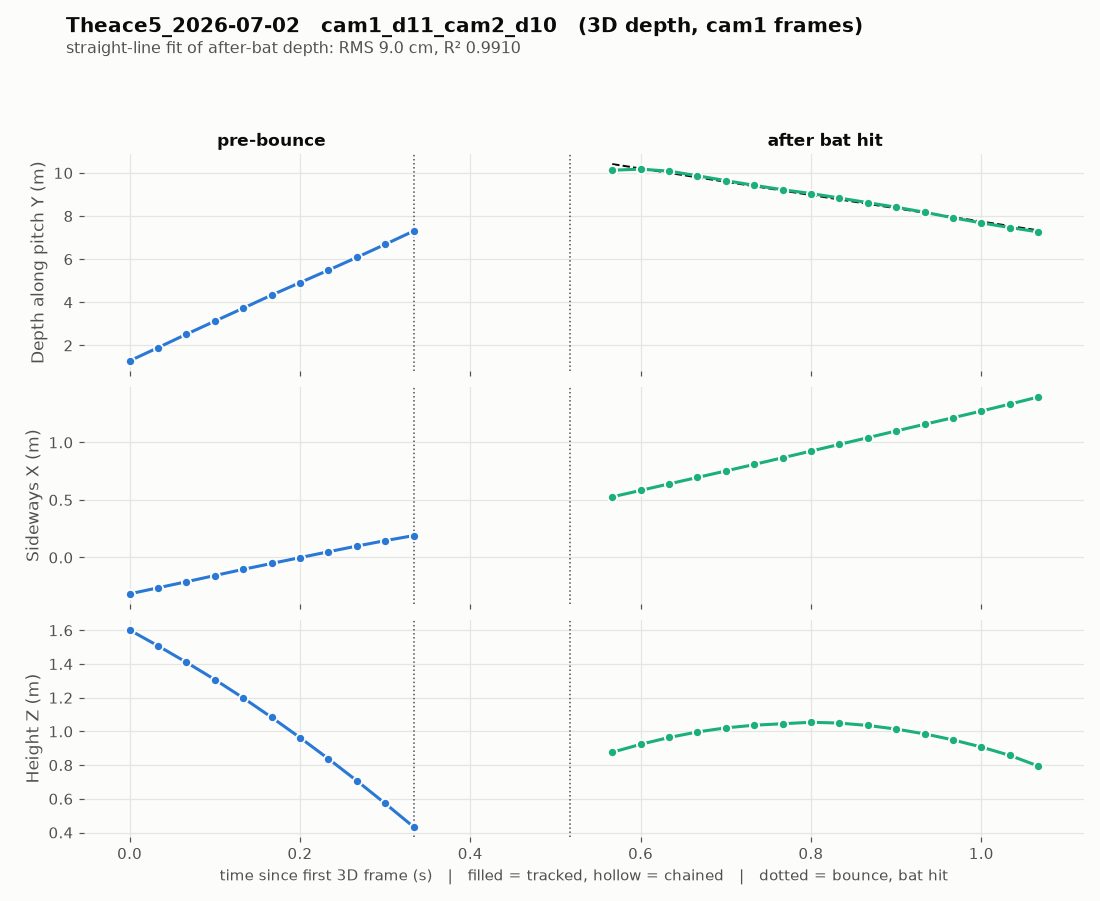 Theace5_2026-07-02   cam1_d11_cam2_d10   (3D depth, cam1 frames)
straight-line fit of after-bat depth: RMS 9.0 cm, R² 0.9910
pre-bounce
after bat hit
Depth along pitch Y (m)
10
8
6
4
2
Sideways X (m)
1.0
0.5
0.0
Height Z (m)
1.6
1.4
1.2
1.0
0.8
0.6
0.4
0.0
0.2
0.4
0.6
0.8
1.0
time since first 3D frame (s)   |   filled = tracked, hollow = chained   |   dotted = bounce, bat hit